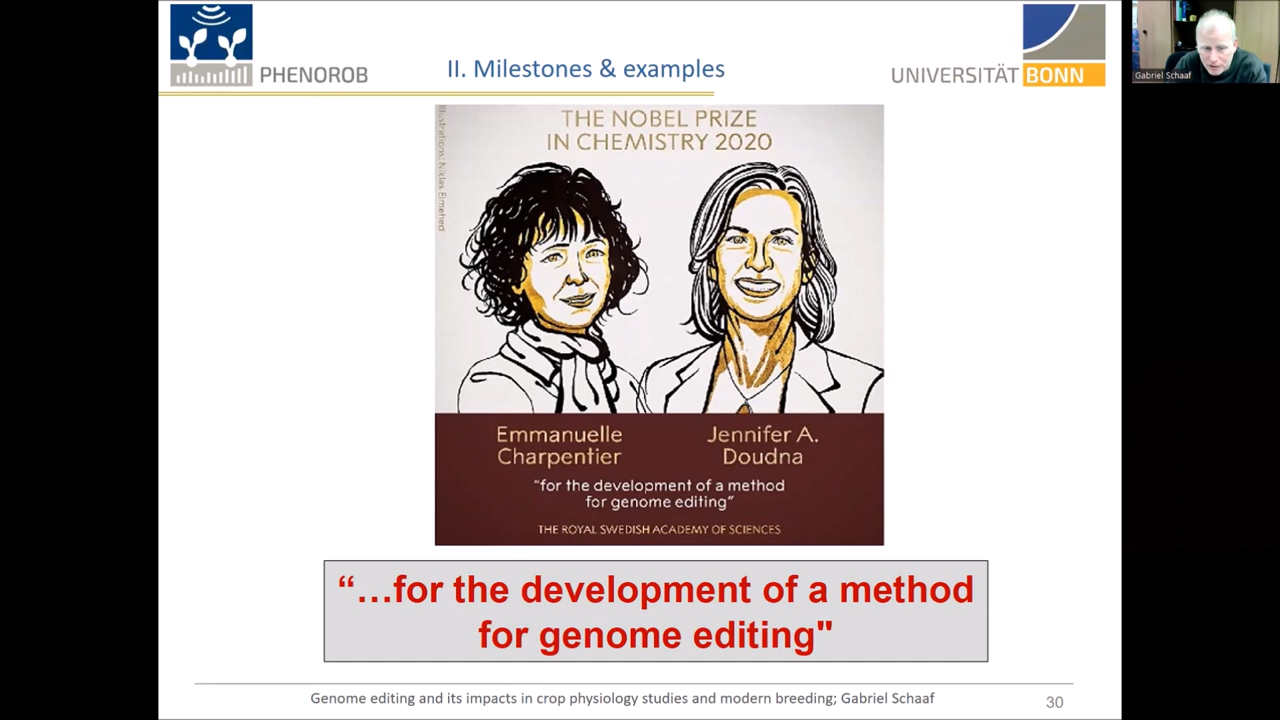 PHENOROB
II. Milestones & examples
UNIVERSITÄT BONN
Gabriel Schaaf
THE NOBEL PRIZE
IN CHEMISTRY 2020
Illustrations: Niklas Elmehed
Emmanuelle
Charpentier
Jennifer A.
Doudna
“for the development of a method
for genome editing”
THE ROYAL SWEDISH ACADEMY OF SCIENCES
“…for the development of a method
for genome editing"
Genome editing and its impacts in crop physiology studies and modern breeding; Gabriel Schaaf
30